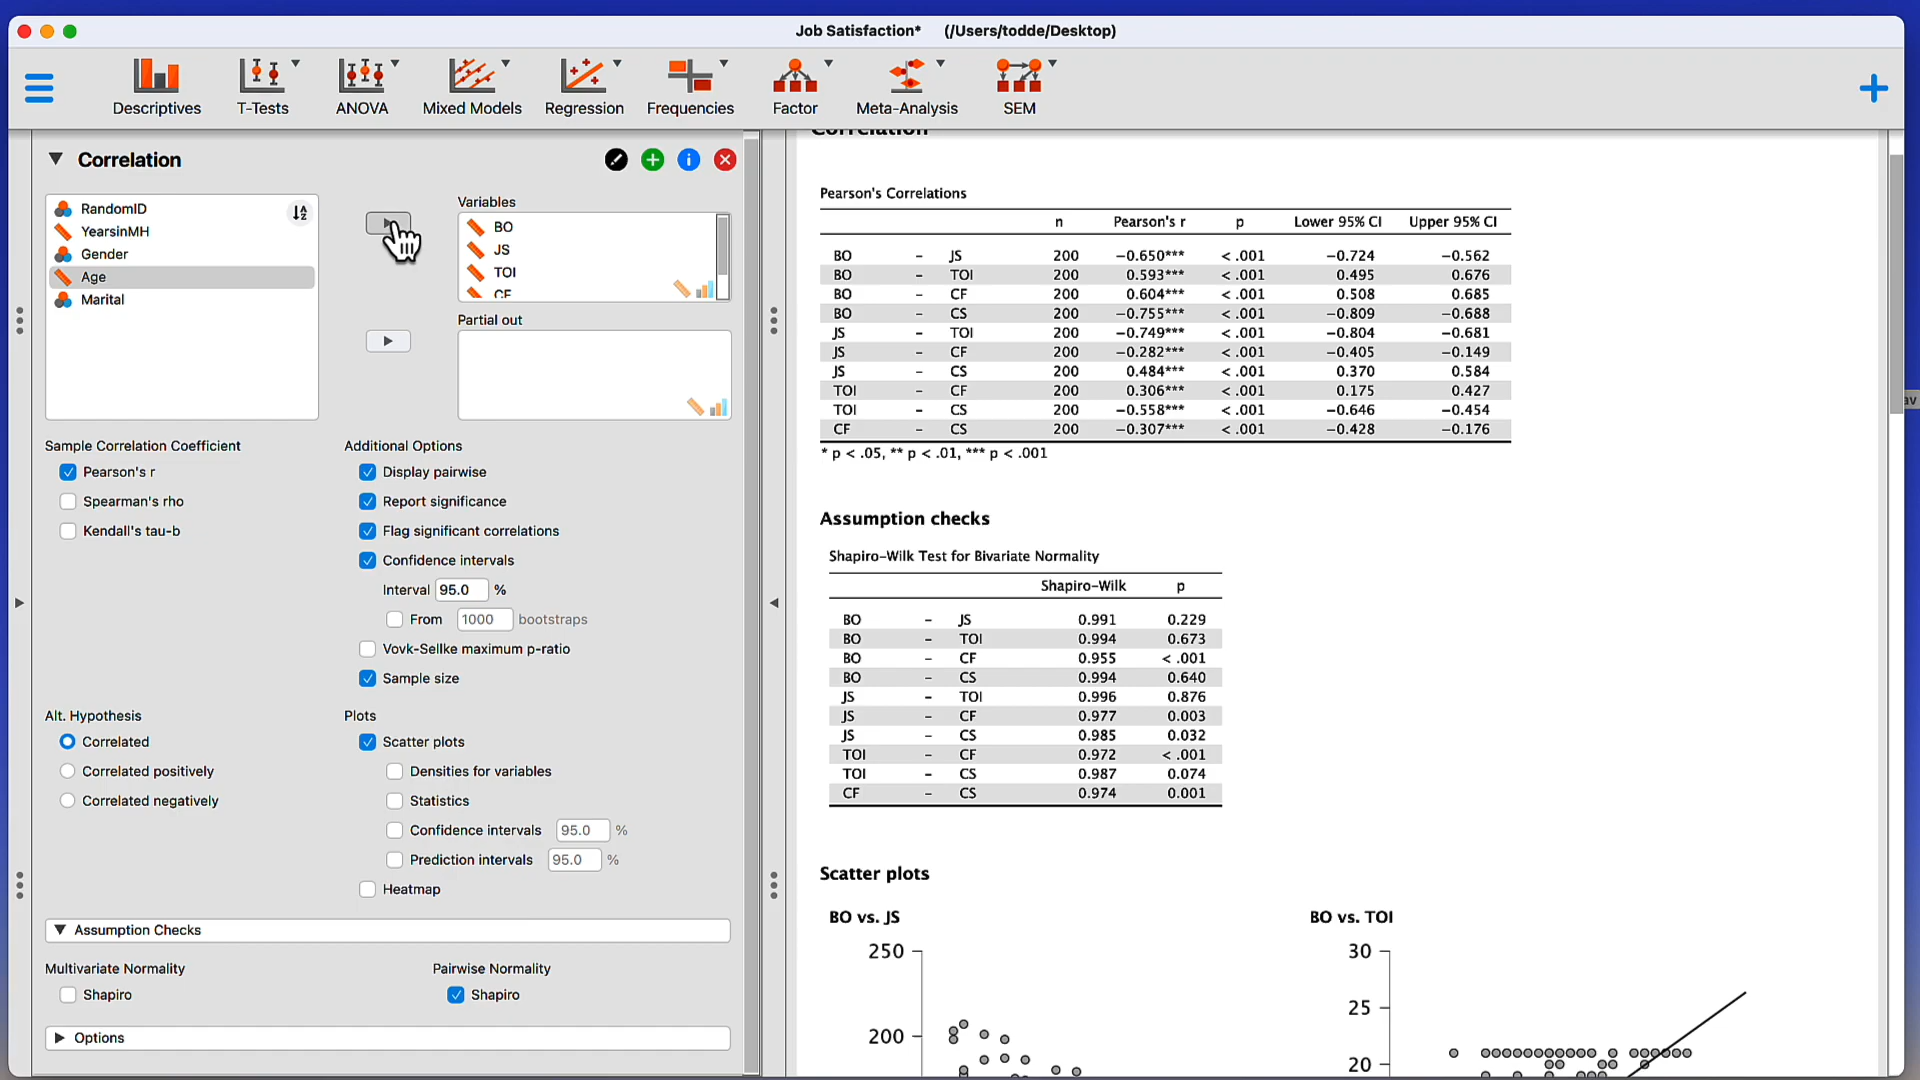 Job Satisfaction* (/Users/todde/Desktop)
Descriptives T-Tests ANOVA Mixed Models Regression Frequencies Factor Meta-Analysis SEM
Correlation
RandomID
YearsinMH
Gender
Age
Marital
Variables
BO
JS
TOI
CF
Partial out
Sample Correlation Coefficient
Pearson's r
Spearman's rho
Kendall's tau-b
Additional Options
Display pairwise
Report significance
Flag significant correlations
Confidence intervals
Interval 95.0 %
From 1000 bootstraps
Vovk-Sellke maximum p-ratio
Sample size
Alt. Hypothesis
Correlated
Correlated positively
Correlated negatively
Plots
Scatter plots
Densities for variables
Statistics
Confidence intervals 95.0 %
Prediction intervals 95.0 %
Heatmap
Assumption Checks
Multivariate Normality
Shapiro
Pairwise Normality
Shapiro
Options
Correlation
Pearson's Correlations
n Pearson's r p Lower 95% CI Upper 95% CI
BO – JS 200 −0.650*** < .001 −0.724 −0.562
BO – TOI 200 0.593*** < .001 0.495 0.676
BO – CF 200 0.604*** < .001 0.508 0.685
BO – CS 200 −0.755*** < .001 −0.809 −0.688
JS – TOI 200 −0.749*** < .001 −0.804 −0.681
JS – CF 200 −0.282*** < .001 −0.405 −0.149
JS – CS 200 0.484*** < .001 0.370 0.584
TOI – CF 200 0.306*** < .001 0.175 0.427
TOI – CS 200 −0.558*** < .001 −0.646 −0.454
CF – CS 200 −0.307*** < .001 −0.428 −0.176
* p < .05, ** p < .01, *** p < .001
Assumption checks
Shapiro-Wilk Test for Bivariate Normality
Shapiro-Wilk p
BO – JS 0.991 0.229
BO – TOI 0.994 0.673
BO – CF 0.955 < .001
BO – CS 0.994 0.640
JS – TOI 0.996 0.876
JS – CF 0.977 0.003
JS – CS 0.985 0.032
TOI – CF 0.972 < .001
TOI – CS 0.987 0.074
CF – CS 0.974 0.001
Scatter plots
BO vs. JS
250
200
BO vs. TOI
30
25
20
av